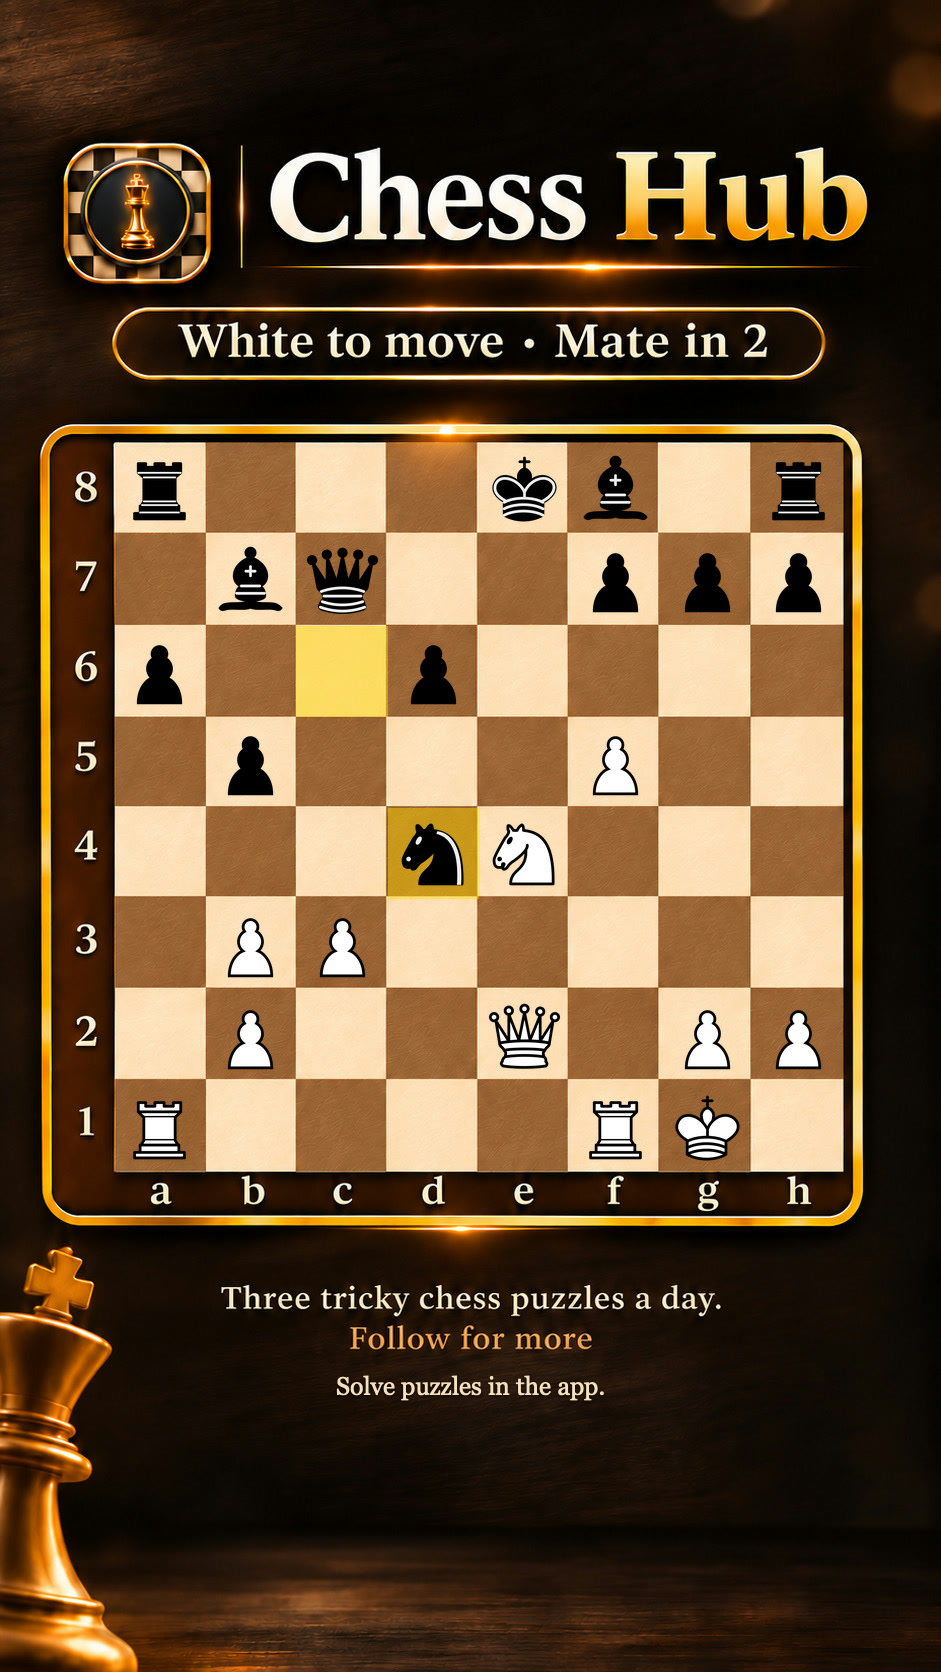 Chess Hub
White to move • Mate in 2
8
7
6
5
4
3
2
1
a b c d e f g h
Three tricky chess puzzles a day.
Follow for more
Solve puzzles in the app.